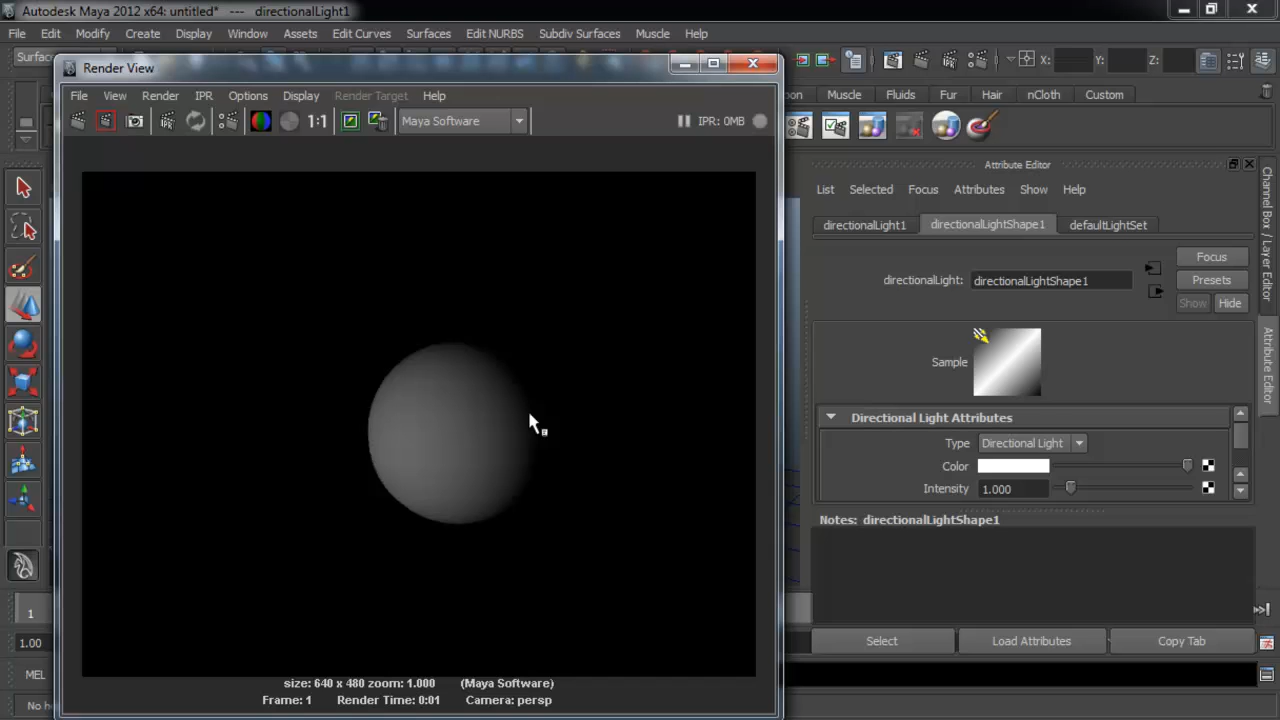 Autodesk Maya 2012 x64: untitled* --- directionalLight1
File Edit Modify Create Display Window Assets Edit Curves Surfaces Edit NURBS Subdiv Surfaces Muscle Help
X: Y: Z:
Render View
File View Render IPR Options Display Render Target Help
1:1 Maya Software IPR: 0MB
Muscle Fluids Fur Hair nCloth Custom
Attribute Editor
List Selected Focus Attributes Show Help
directionalLight1 directionalLightShape1 defaultLightSet
Focus
directionalLight: directionalLightShape1
Presets
Show Hide
Sample
Directional Light Attributes
Type Directional Light
Color
Intensity 1.000
Notes: directionalLightShape1
Select Load Attributes Copy Tab
Channel Box / Layer Editor
Attribute Editor
1
1.00
MEL
size: 640 x 480 zoom: 1.000 (Maya Software)
Frame: 1 Render Time: 0:01 Camera: persp